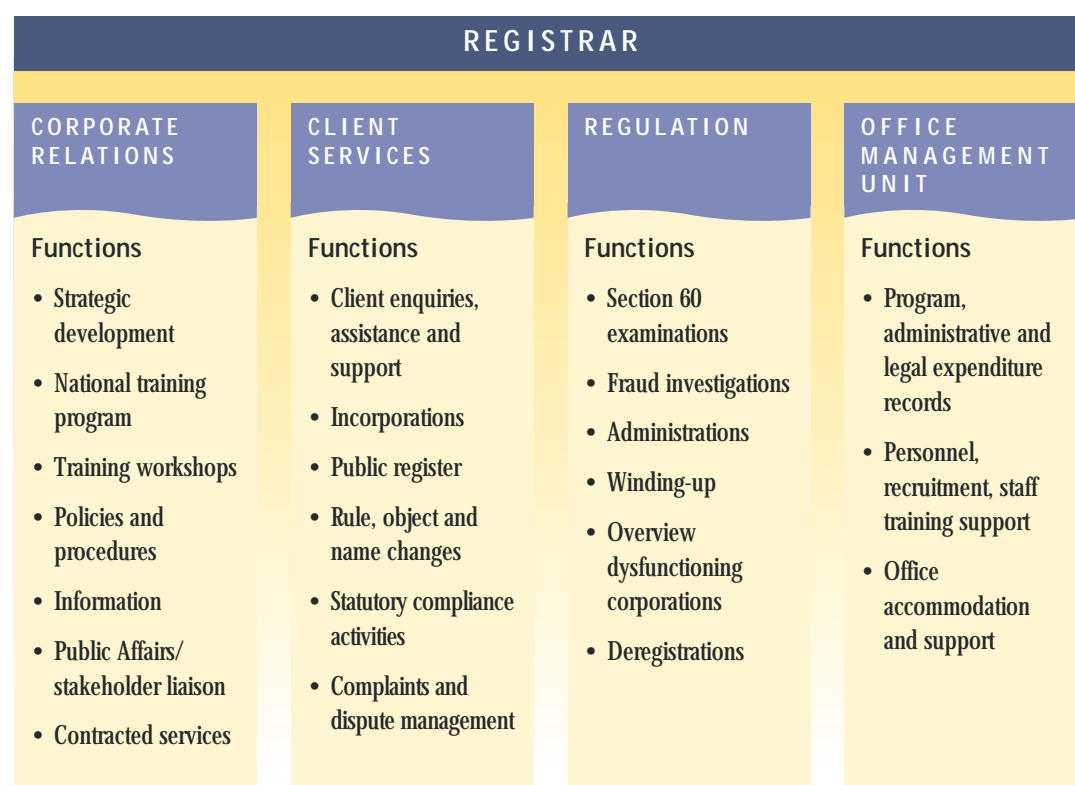 REGISTRAR
CORPORATE
RELATIONS
Functions
• Strategic
development
• National training
program
• Training workshops
• Policies and
procedures
• Information
• Public Affairs/
stakeholder liaison
• Contracted services
CLIENT
SERVICES
Functions
• Client enquiries,
assistance and
support
• Incorporations
• Public register
• Rule, object and
name changes
• Statutory compliance
activities
• Complaints and
dispute management
REGULATION
Functions
• Section 60
examinations
• Fraud investigations
• Administrations
• Winding-up
• Overview
dysfunctioning
corporations
• Deregistrations
OFFICE
MANAGEMENT
UNIT
Functions
• Program,
administrative and
legal expenditure
records
• Personnel,
recruitment, staff
training support
• Office
accommodation
and support